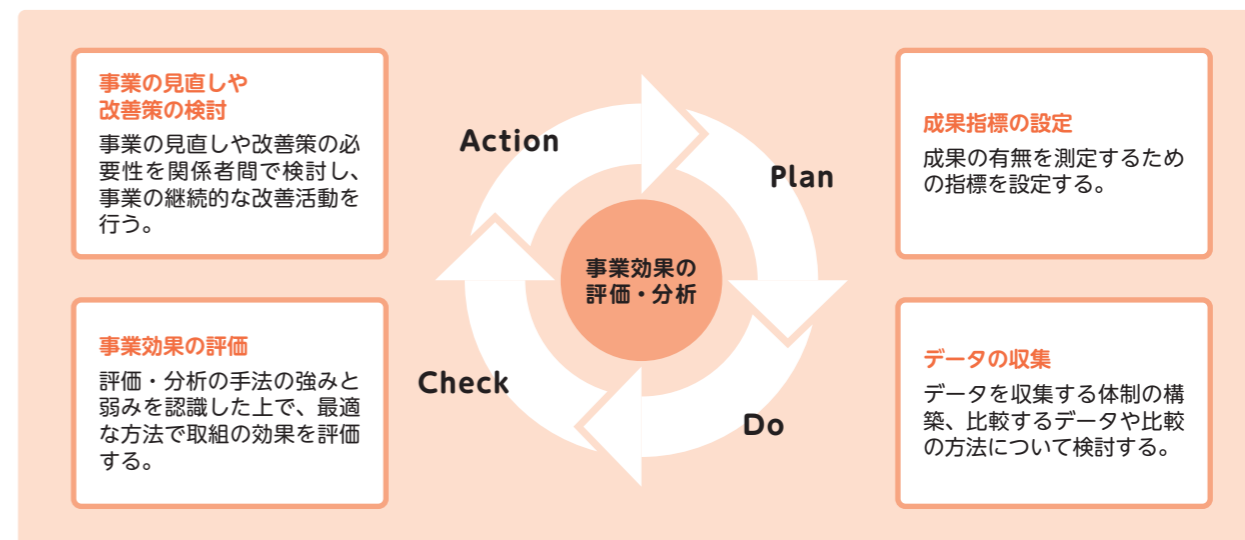 事業の見直しや
改善策の検討
事業の見直しや改善策の必
要性を関係者間で検討し、
事業の継続的な改善活動を
行う。
Action
Plan
成果指標の設定
成果の有無を測定するため
の指標を設定する。
事業効果の
評価・分析
事業効果の評価
評価・分析の手法の強みと
弱みを認識した上で、最適
な方法で取組の効果を評価
する。
Check
Do
データの収集
データを収集する体制の構
築、比較するデータや比較
の方法について検討する。